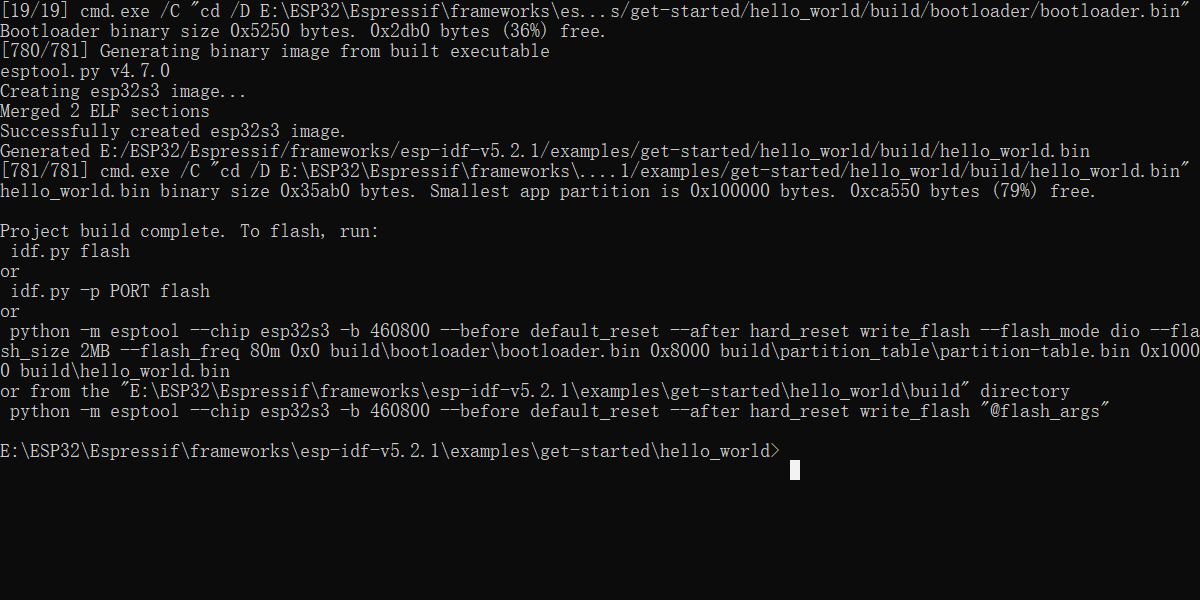 [19/19] cmd.exe /C "cd /D E:\ESP32\Espressif\frameworks\es...s/get-started/hello_world/build/bootloader/bootloader.bin"
Bootloader binary size 0x5250 bytes. 0x2db0 bytes (36%) free.
[780/781] Generating binary image from built executable
esptool.py v4.7.0
Creating esp32s3 image...
Merged 2 ELF sections
Successfully created esp32s3 image.
Generated E:/ESP32/Espressif/frameworks/esp-idf-v5.2.1/examples/get-started/hello_world/build/hello_world.bin
[781/781] cmd.exe /C "cd /D E:\ESP32\Espressif\frameworks\....1/examples/get-started/hello_world/build/hello_world.bin"
hello_world.bin binary size 0x35ab0 bytes. Smallest app partition is 0x100000 bytes. 0xca550 bytes (79%) free.
Project build complete. To flash, run:
 idf.py flash
or
 idf.py -p PORT flash
or
 python -m esptool --chip esp32s3 -b 460800 --before default_reset --after hard_reset write_flash --flash_mode dio --fla
sh_size 2MB --flash_freq 80m 0x0 build\bootloader\bootloader.bin 0x8000 build\partition_table\partition-table.bin 0x1000
0 build\hello_world.bin
or from the "E:\ESP32\Espressif\frameworks\esp-idf-v5.2.1\examples\get-started\hello_world\build" directory
 python -m esptool --chip esp32s3 -b 460800 --before default_reset --after hard_reset write_flash "@flash_args"
E:\ESP32\Espressif\frameworks\esp-idf-v5.2.1\examples\get-started\hello_world>